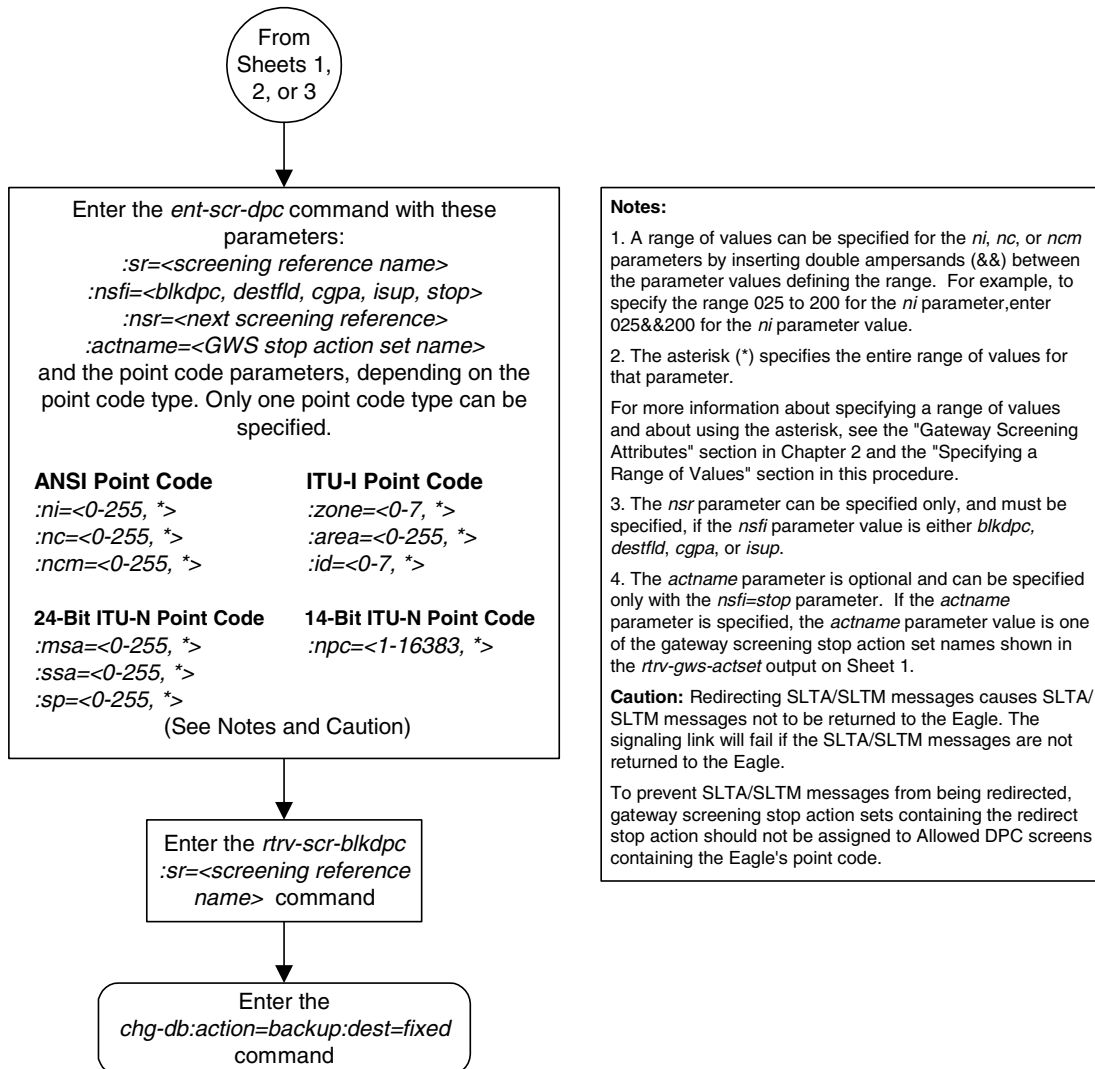 From
Sheets 1,
2, or 3
Enter the ent-scr-dpc command with these
parameters:
:sr=<screening reference name>
:nsfi=<blkdpc, destfld, cgpa, isup, stop>
:nsr=<next screening reference>
:actname=<GWS stop action set name>
and the point code parameters, depending on the
point code type. Only one point code type can be
specified.
ANSI Point Code
:ni=<0-255, *>
:nc=<0-255, *>
:ncm=<0-255, *>
ITU-I Point Code
:zone=<0-7, *>
:area=<0-255, *>
:id=<0-7, *>
24-Bit ITU-N Point Code
:msa=<0-255, *>
:ssa=<0-255, *>
:sp=<0-255, *>
14-Bit ITU-N Point Code
:npc=<1-16383, *>
(See Notes and Caution)
Enter the rtrv-scr-blkdpc
:sr=<screening reference
name> command
Enter the
chg-db:action=backup:dest=fixed
command
Notes:
1. A range of values can be specified for the ni, nc, or ncm
parameters by inserting double ampersands (&&) between
the parameter values defining the range. For example, to
specify the range 025 to 200 for the ni parameter,enter
025&&200 for the ni parameter value.
2. The asterisk (*) specifies the entire range of values for
that parameter.
For more information about specifying a range of values
and about using the asterisk, see the "Gateway Screening
Attributes" section in Chapter 2 and the "Specifying a
Range of Values" section in this procedure.
3. The nsr parameter can be specified only, and must be
specified, if the nsfi parameter value is either blkdpc,
destfld, cgpa, or isup.
4. The actname parameter is optional and can be specified
only with the nsfi=stop parameter. If the actname
parameter is specified, the actname parameter value is one
of the gateway screening stop action set names shown in
the rtrv-gws-actset output on Sheet 1.
Caution: Redirecting SLTA/SLTM messages causes SLTA/
SLTM messages not to be returned to the Eagle. The
signaling link will fail if the SLTA/SLTM messages are not
returned to the Eagle.
To prevent SLTA/SLTM messages from being redirected,
gateway screening stop action sets containing the redirect
stop action should not be assigned to Allowed DPC screens
containing the Eagle's point code.